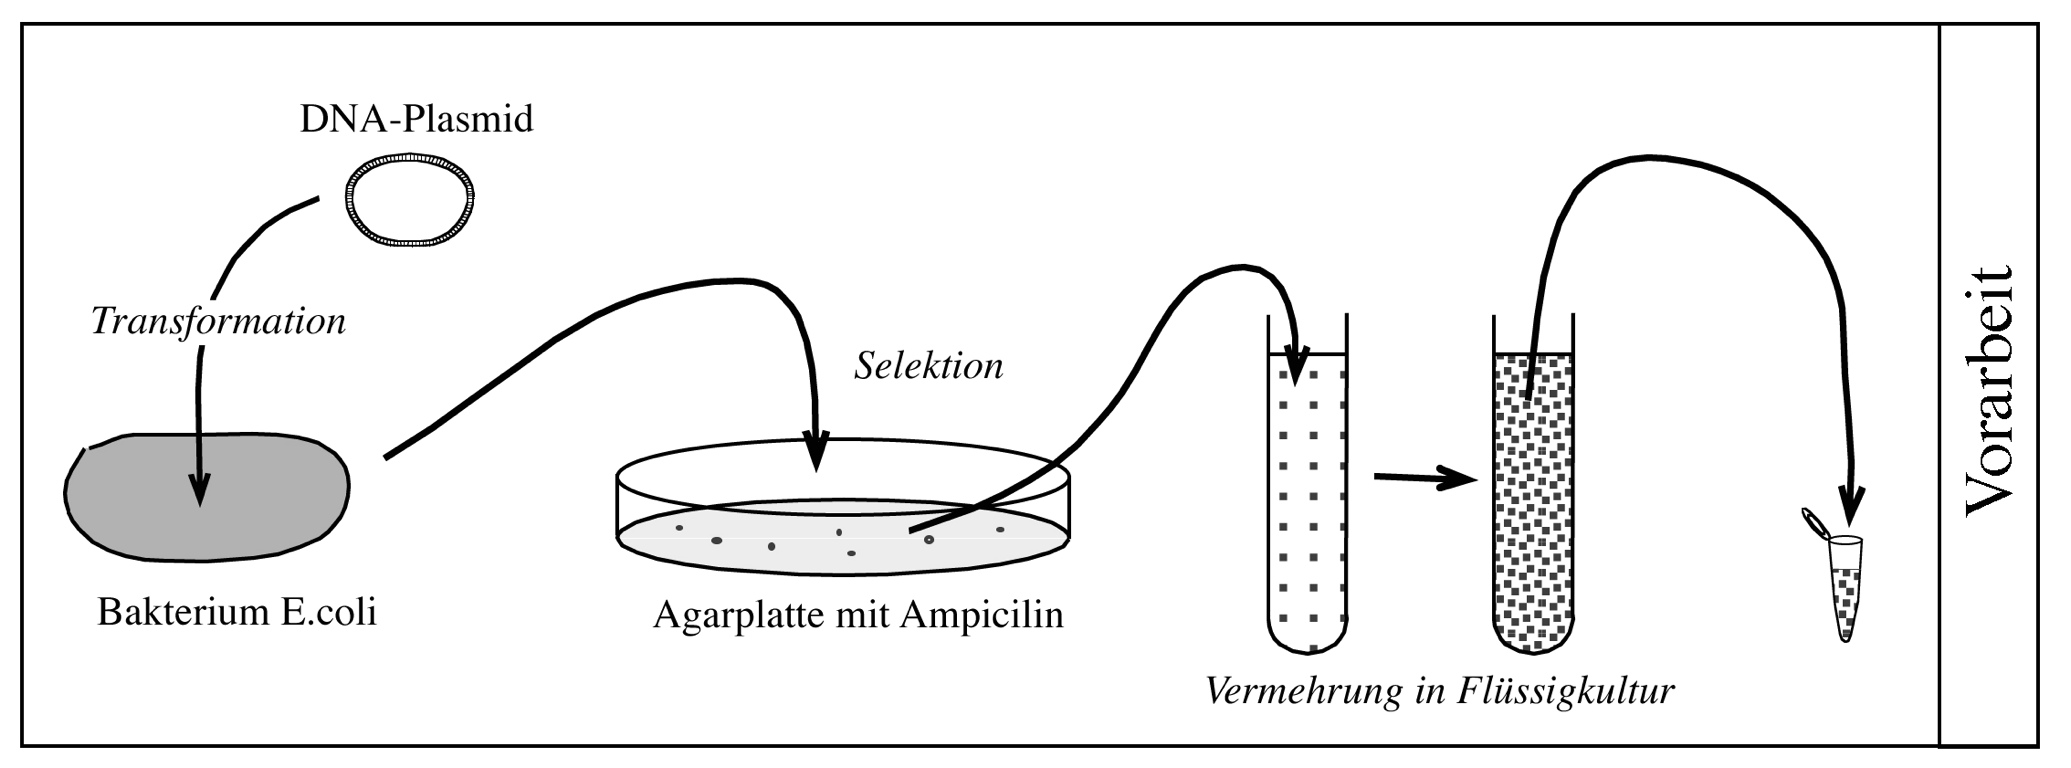 DNA-Plasmid
Transformation
Selektion
Bakterium E.coli
Agarplatte mit Ampicilin
Vermehrung in Flüssigkultur
Vorarbeit